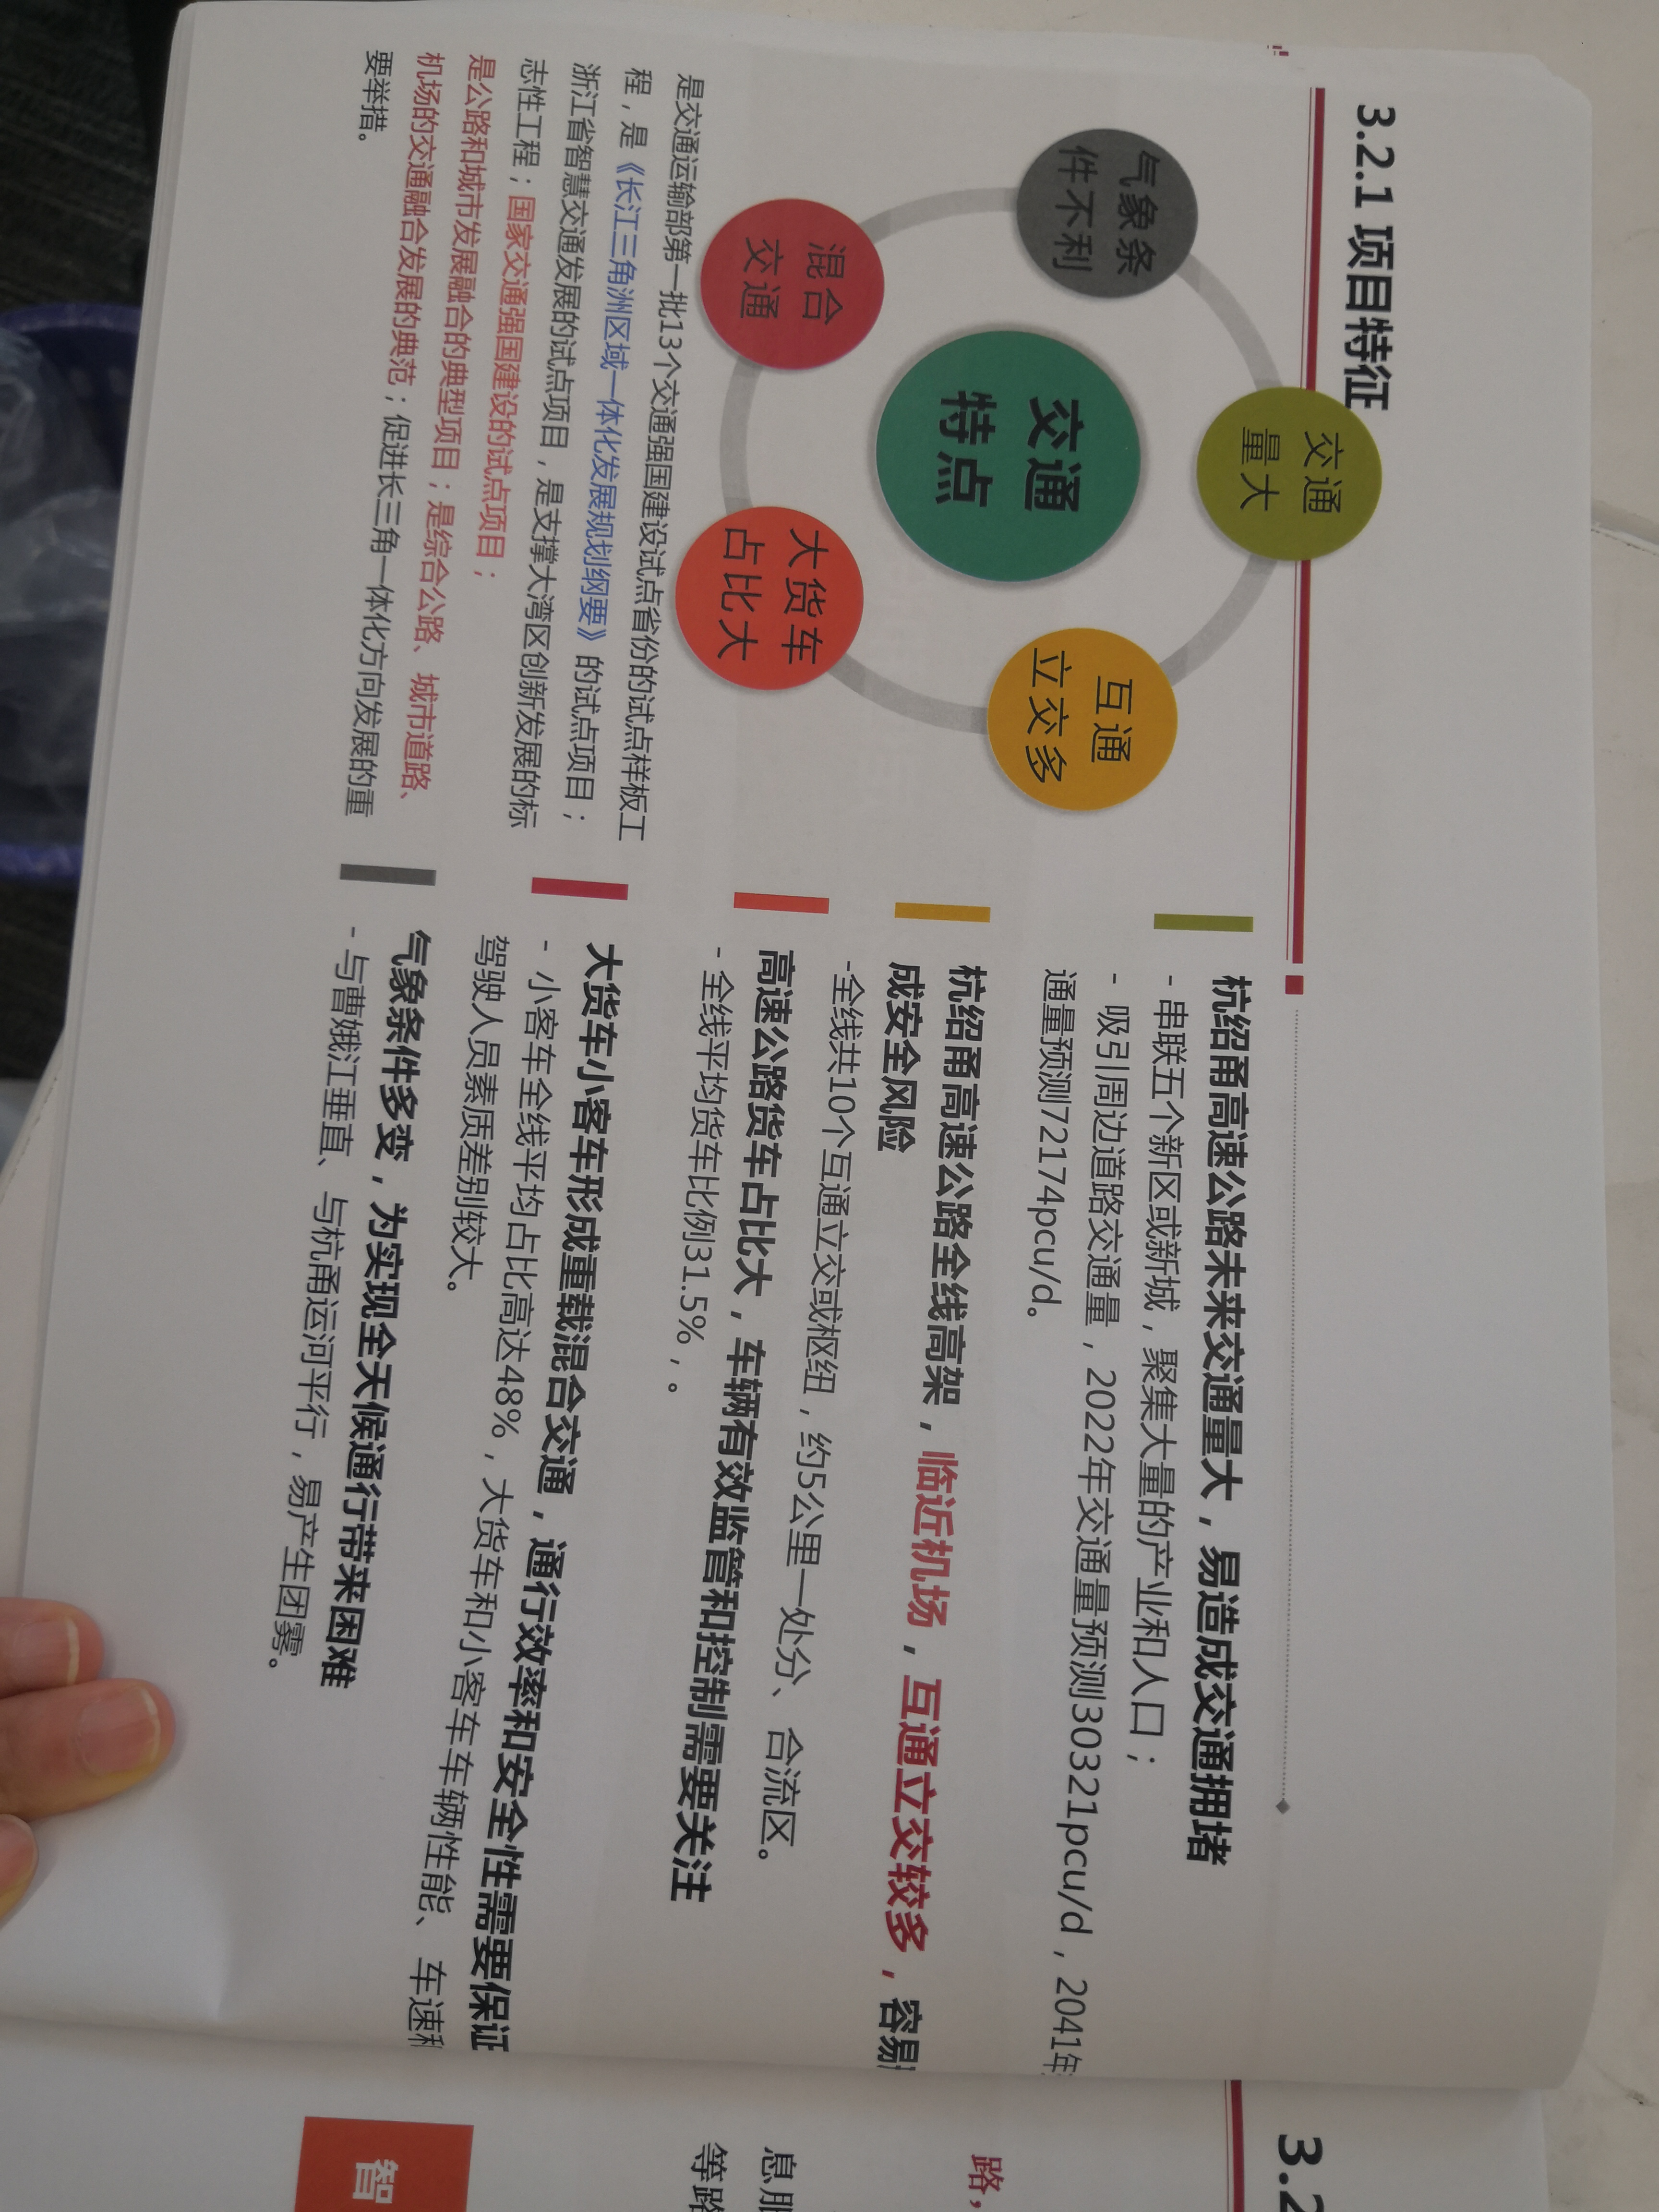 3.2.1 项目特征
交通
量大
气象条
件不利
互通
立交多
交通
特点
混合
交通
大货车
占比大
是交通运输部第一批13个交通强国建设试点省份的试点样板工
程，是《长江三角洲区域一体化发展规划纲要》的试点项目；
浙江省智慧交通发展的试点项目，是支撑大湾区创新发展的标
志性工程；国家交通强国建设的试点项目；
是公路和城市发展融合的典型项目；是综合公路、城市道路、
机场的交通融合发展的典范；促进长三角一体化方向发展的重
要举措。
杭绍甬高速公路未来交通量大，易造成交通拥堵
- 串联五个新区或新城，聚集大量的产业和人口；
- 吸引周边道路交通量，2022年交通量预测30321pcu/d，2041年
通量预测72174pcu/d。
杭绍甬高速公路全线高架，临近机场，互通立交较多，容易
成安全风险
-全线共10个互通立交或枢纽，约5公里一处分、合流区。
高速公路货车占比大，车辆有效监管和控制需要关注
- 全线平均货车比例31.5%，。
大货车小客车形成重载混合交通，通行效率和安全性需要保证
- 小客车全线平均占比高达48%，大货车和小客车车辆性能、车速和
驾驶人员素质差别较大。
气象条件多变，为实现全天候通行带来困难
- 与曹娥江垂直、与杭甬运河平行，易产生团雾。
3.2
路，
息服
等路
智